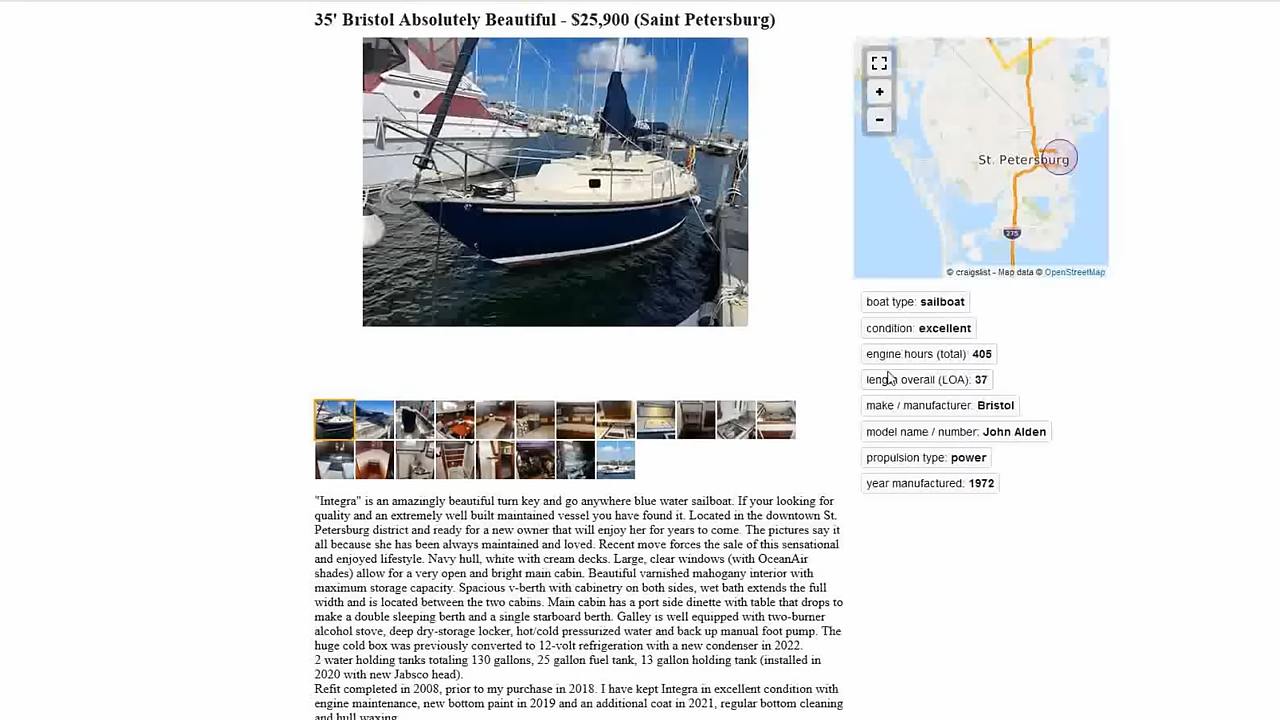 35' Bristol Absolutely Beautiful - $25,900 (Saint Petersburg)
+
-
St. Petersburg
275
© craigslist - Map data © OpenStreetMap
boat type: sailboat
condition: excellent
engine hours (total): 405
length overall (LOA): 37
make / manufacturer: Bristol
model name / number: John Alden
propulsion type: power
year manufactured: 1972
"Integra" is an amazingly beautiful turn key and go anywhere blue water sailboat. If your looking for
quality and an extremely well built maintained vessel you have found it. Located in the downtown St.
Petersburg district and ready for a new owner that will enjoy her for years to come. The pictures say it
all because she has been always maintained and loved. Recent move forces the sale of this sensational
and enjoyed lifestyle. Navy hull, white with cream decks. Large, clear windows (with OceanAir
shades) allow for a very open and bright main cabin. Beautiful varnished mahogany interior with
maximum storage capacity. Spacious v-berth with cabinetry on both sides, wet bath extends the full
width and is located between the two cabins. Main cabin has a port side dinette with table that drops to
make a double sleeping berth and a single starboard berth. Galley is well equipped with two-burner
alcohol stove, deep dry-storage locker, hot/cold pressurized water and back up manual foot pump. The
huge cold box was previously converted to 12-volt refrigeration with a new condenser in 2022.
2 water holding tanks totaling 130 gallons, 25 gallon fuel tank, 13 gallon holding tank (installed in
2020 with new Jabsco head).
Refit completed in 2008, prior to my purchase in 2018. I have kept Integra in excellent condition with
engine maintenance, new bottom paint in 2019 and an additional coat in 2021, regular bottom cleaning
and hull waxing.